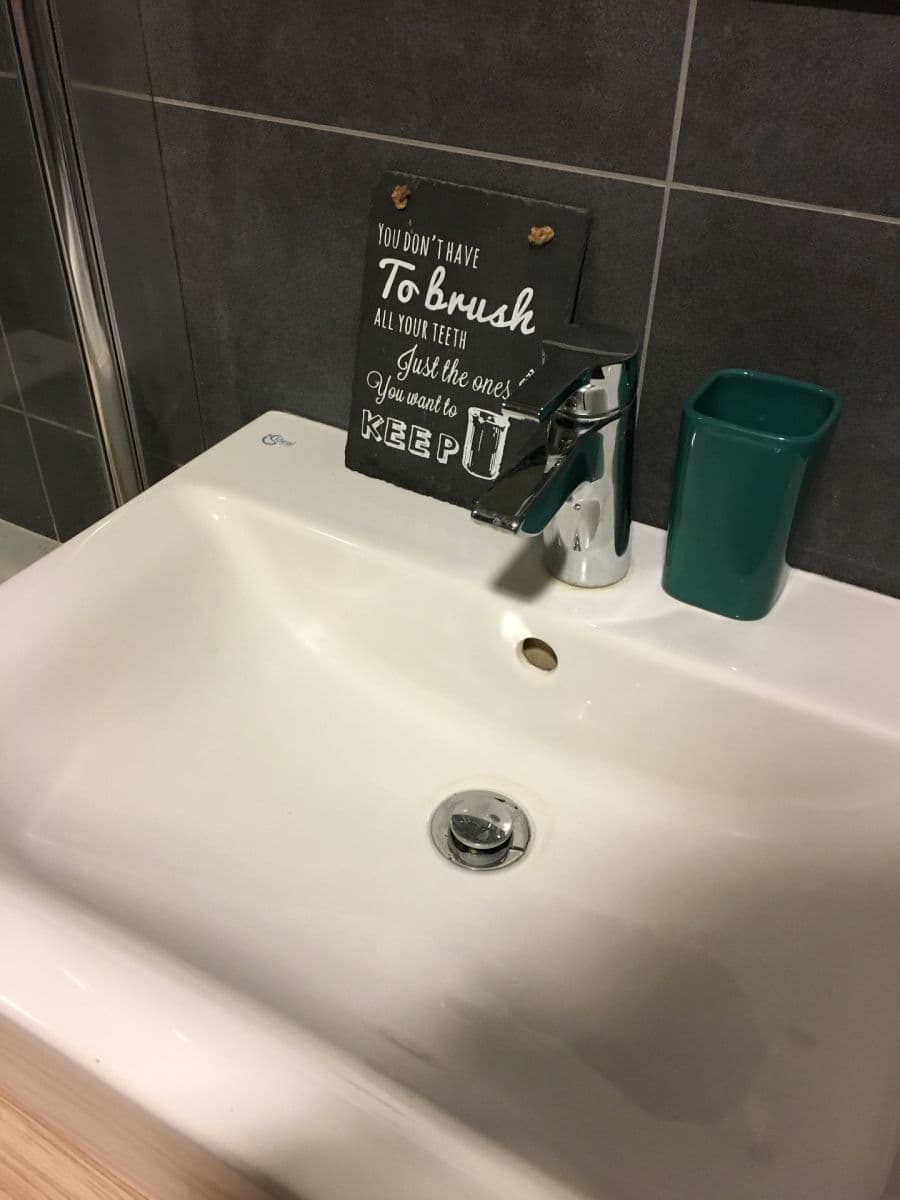 YOU DON'T HAVE
To brush
ALL YOUR TEETH
Just the ones
You want to
KEEP